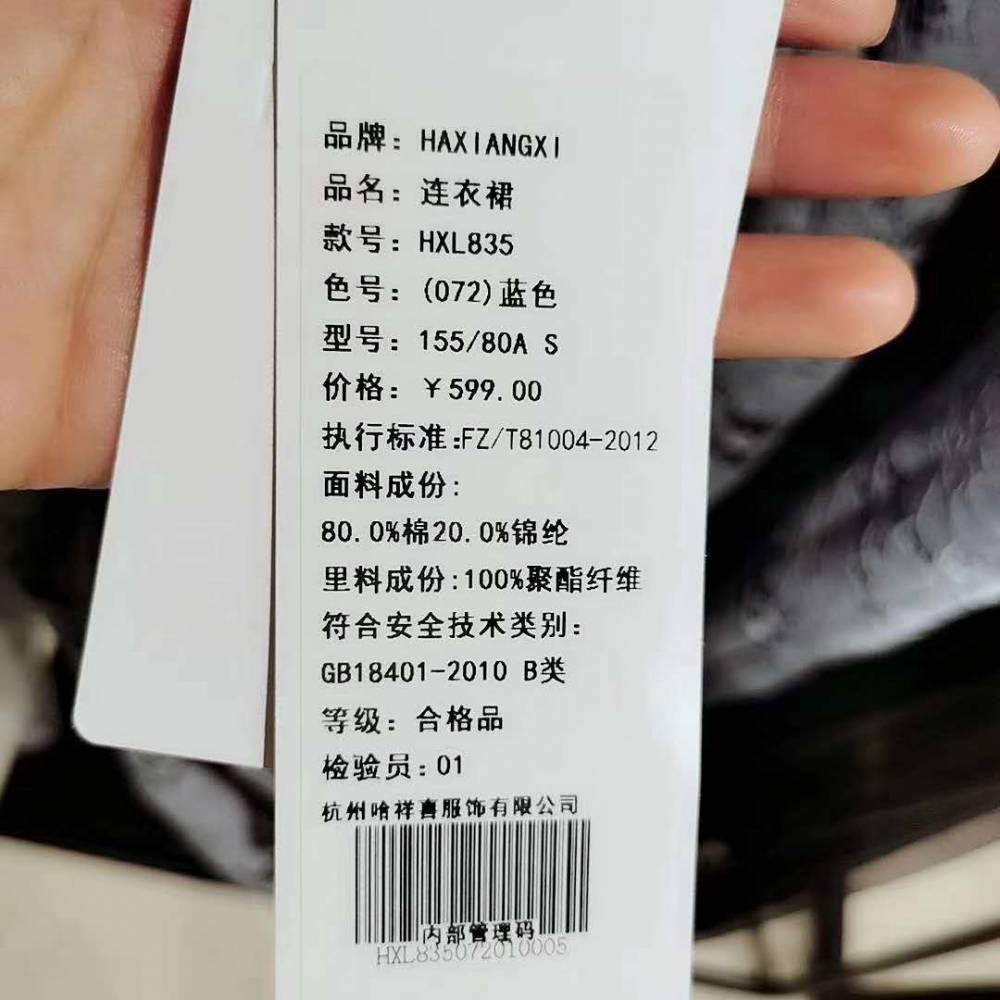 品牌：HAXIANGXI
品名：连衣裙
款号：HXL835
色号：(072)蓝色
型号：155/80A S
价格：￥599.00
执行标准:FZ/T81004-2012
面料成份:
80.0%棉20.0%锦纶
里料成份:100%聚酯纤维
符合安全技术类别：
GB18401-2010 B类
等级：合格品
检验员:01
杭州哈祥喜服饰有限公司
内部管理码
HXL835072010005